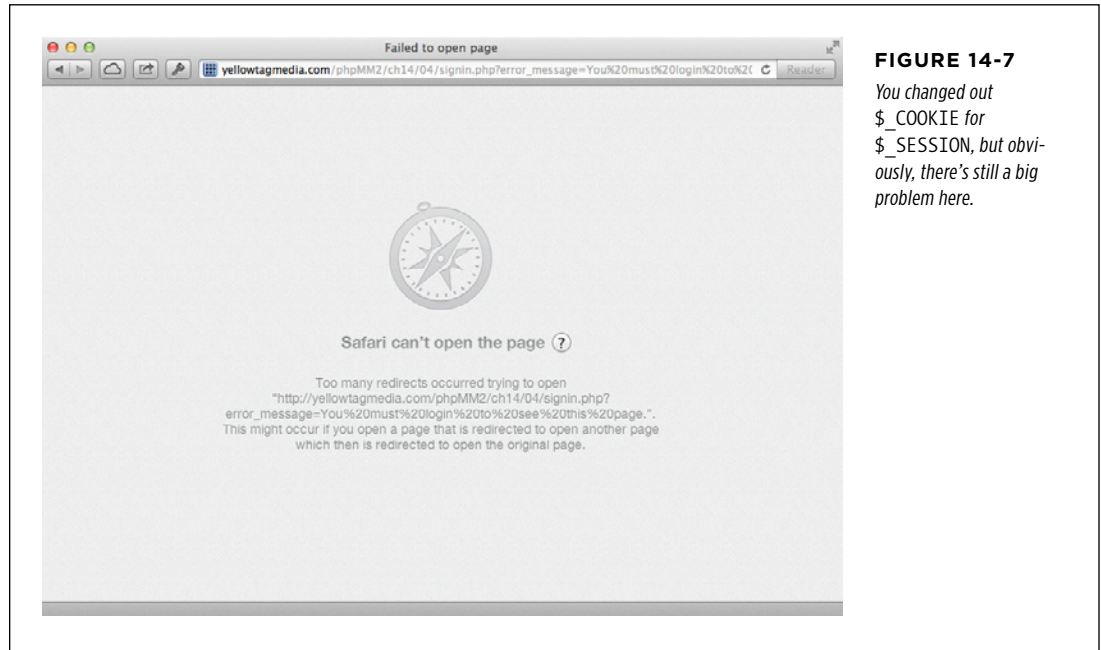 Failed to open page
yellowtagmedia.com/phpMM2/ch14/04/signin.php?error_message=You%20must%20login%20to%2(
Reader
Safari can't open the page ?
Too many redirects occurred trying to open
"http://yellowtagmedia.com/phpMM2/ch14/04/signin.php?
error_message=You%20must%20login%20to%20see%20this%20page.".
This might occur if you open a page that is redirected to open another page
which then is redirected to open the original page.
FIGURE 14-7
You changed out
$_COOKIE for
$_SESSION, but obvi-
ously, there's still a big
problem here.